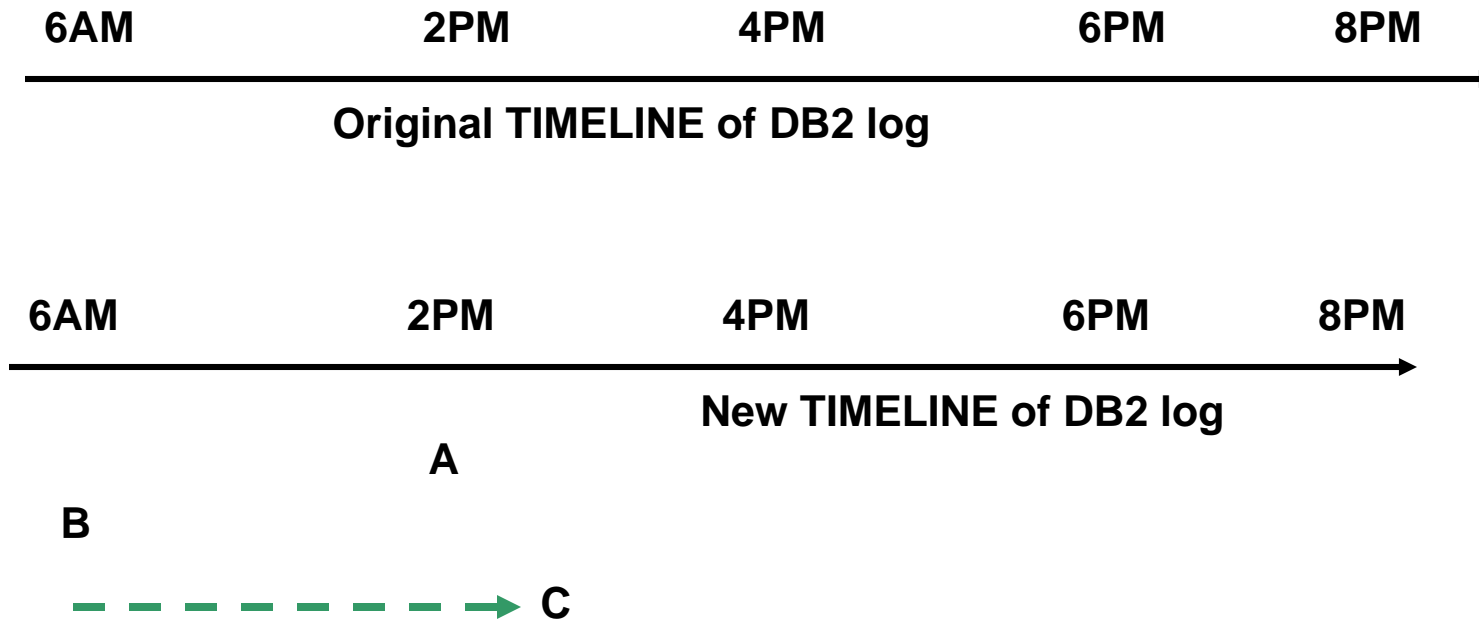 6AM 2PM 4PM 6PM 8PM
Original TIMELINE of DB2 log
6AM 2PM 4PM 6PM 8PM
New TIMELINE of DB2 log
A
B
C